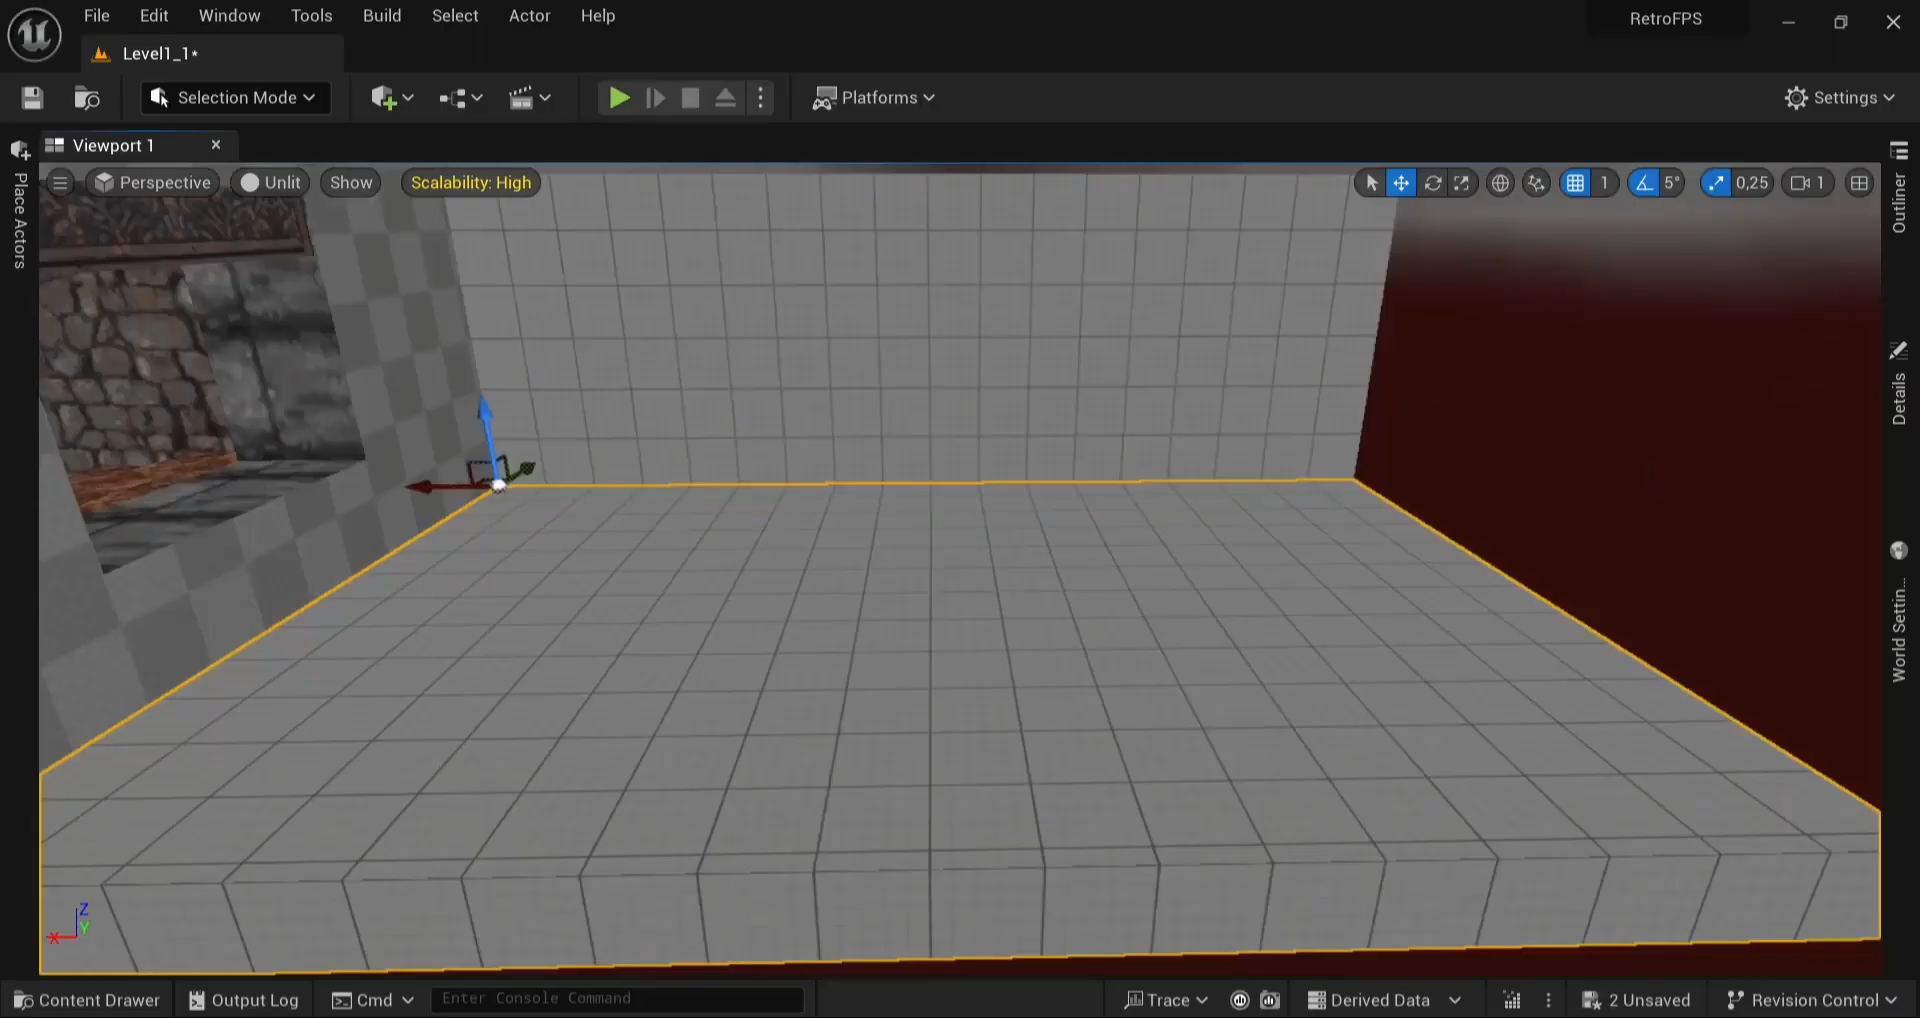 File Edit Window Tools Build Select Actor Help
RetroFPS
Level1_1*
Selection Mode
Platforms
Settings
Viewport 1
Perspective Unlit Show Scalability: High
1 5° 0,25 1
Place Actors
Outliner
Details
World Settin...
Z
Y
X
Content Drawer Output Log Cmd Enter Console Command Trace Derived Data 2 Unsaved Revision Control